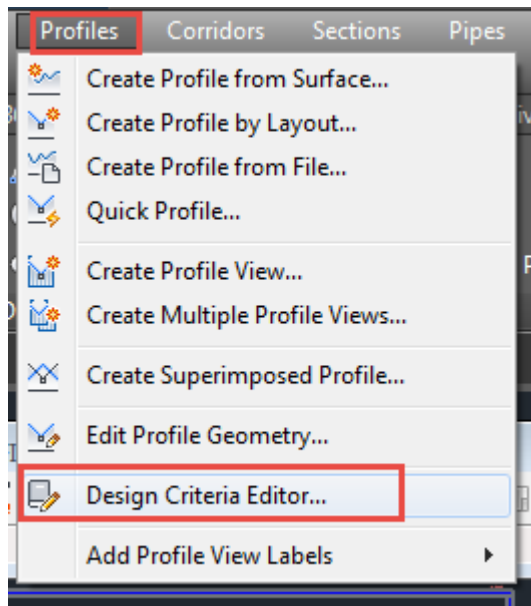 Profiles Corridors Sections Pipes
Create Profile from Surface...
Create Profile by Layout...
Create Profile from File...
Quick Profile...
Create Profile View...
Create Multiple Profile Views...
Create Superimposed Profile...
Edit Profile Geometry...
Design Criteria Editor...
Add Profile View Labels